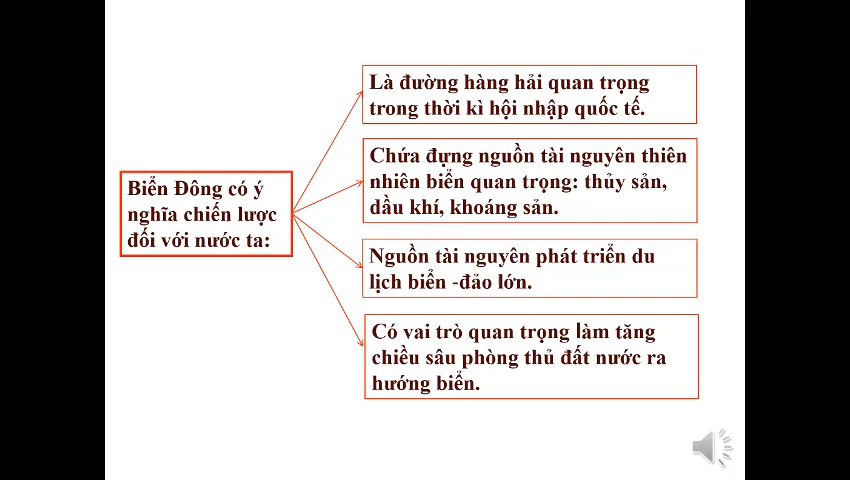 Biển Đông có ý
nghĩa chiến lược
đối với nước ta:
Là đường hàng hải quan trọng
trong thời kì hội nhập quốc tế.
Chứa đựng nguồn tài nguyên thiên
nhiên biển quan trọng: thủy sản,
dầu khí, khoáng sản.
Nguồn tài nguyên phát triển du
lịch biển -đảo lớn.
Có vai trò quan trọng làm tăng
chiều sâu phòng thủ đất nước ra
hướng biển.